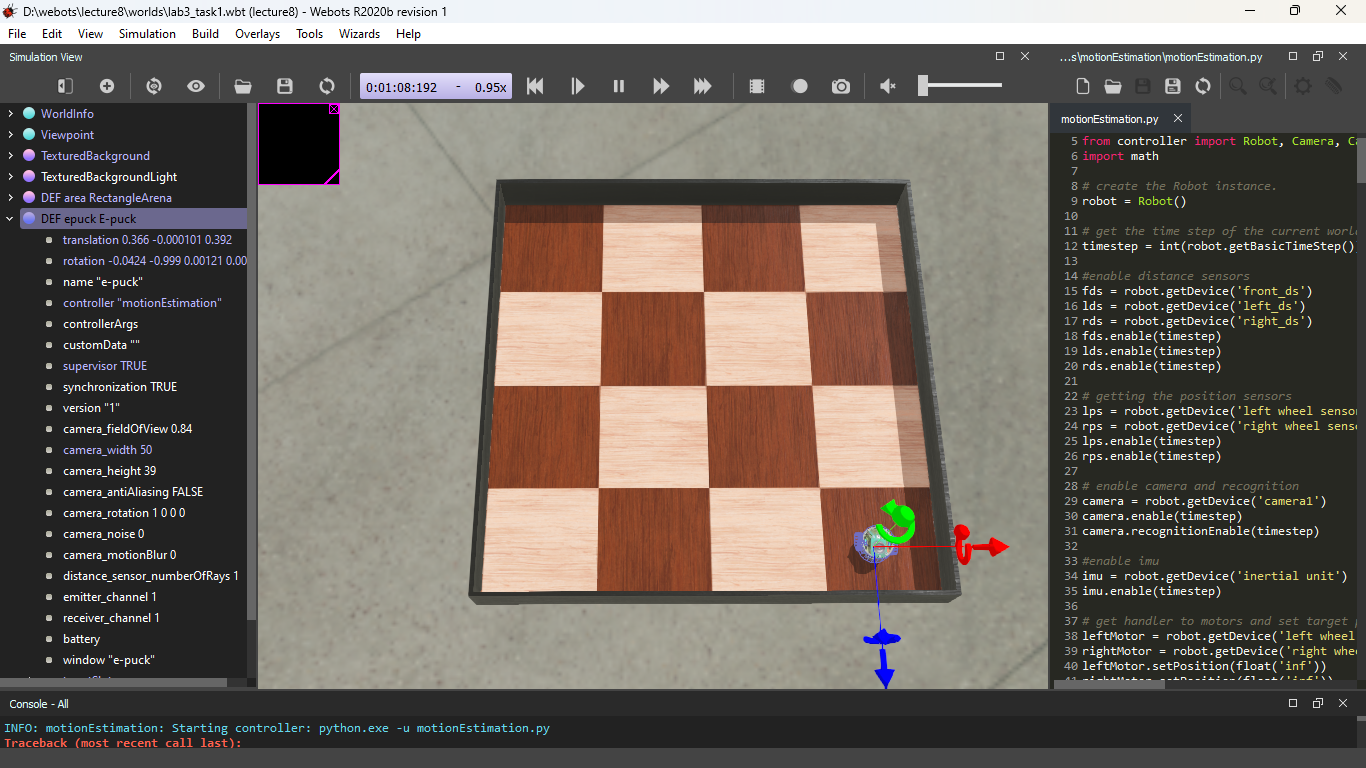 D:\webots\lecture8\worlds\lab3_task1.wbt (lecture8) - Webots R2020b revision 1
File Edit View Simulation Build Overlays Tools Wizards Help
Simulation View
...s\motionEstimation\motionEstimation.py
0:01:08:192 - 0.95x
WorldInfo
Viewpoint
TexturedBackground
TexturedBackgroundLight
DEF area RectangleArena
DEF epuck E-puck
translation 0.366 -0.000101 0.392
rotation -0.0424 -0.999 0.00121 0.00
name "e-puck"
controller "motionEstimation"
controllerArgs
customData ""
supervisor TRUE
synchronization TRUE
version "1"
camera_fieldOfView 0.84
camera_width 50
camera_height 39
camera_antiAliasing FALSE
camera_rotation 1 0 0 0
camera_noise 0
camera_motionBlur 0
distance_sensor_numberOfRays 1
emitter_channel 1
receiver_channel 1
battery
window "e-puck"
motionEstimation.py
5 from controller import Robot, Camera, C
6 import math
7
8 # create the Robot instance.
9 robot = Robot()
10
11 # get the time step of the current worl
12 timestep = int(robot.getBasicTimeStep()
13
14 #enable distance sensors
15 fds = robot.getDevice('front_ds')
16 lds = robot.getDevice('left_ds')
17 rds = robot.getDevice('right_ds')
18 fds.enable(timestep)
19 lds.enable(timestep)
20 rds.enable(timestep)
21
22 # getting the position sensors
23 lps = robot.getDevice('left wheel senso
24 rps = robot.getDevice('right wheel sens
25 lps.enable(timestep)
26 rps.enable(timestep)
27
28 # enable camera and recognition
29 camera = robot.getDevice('camera1')
30 camera.enable(timestep)
31 camera.recognitionEnable(timestep)
32
33 #enable imu
34 imu = robot.getDevice('inertial unit')
35 imu.enable(timestep)
36
37 # get handler to motors and set target
38 leftMotor = robot.getDevice('left wheel
39 rightMotor = robot.getDevice('right whe
40 leftMotor.setPosition(float('inf'))
Console - All
INFO: motionEstimation: Starting controller: python.exe -u motionEstimation.py
Traceback (most recent call last):